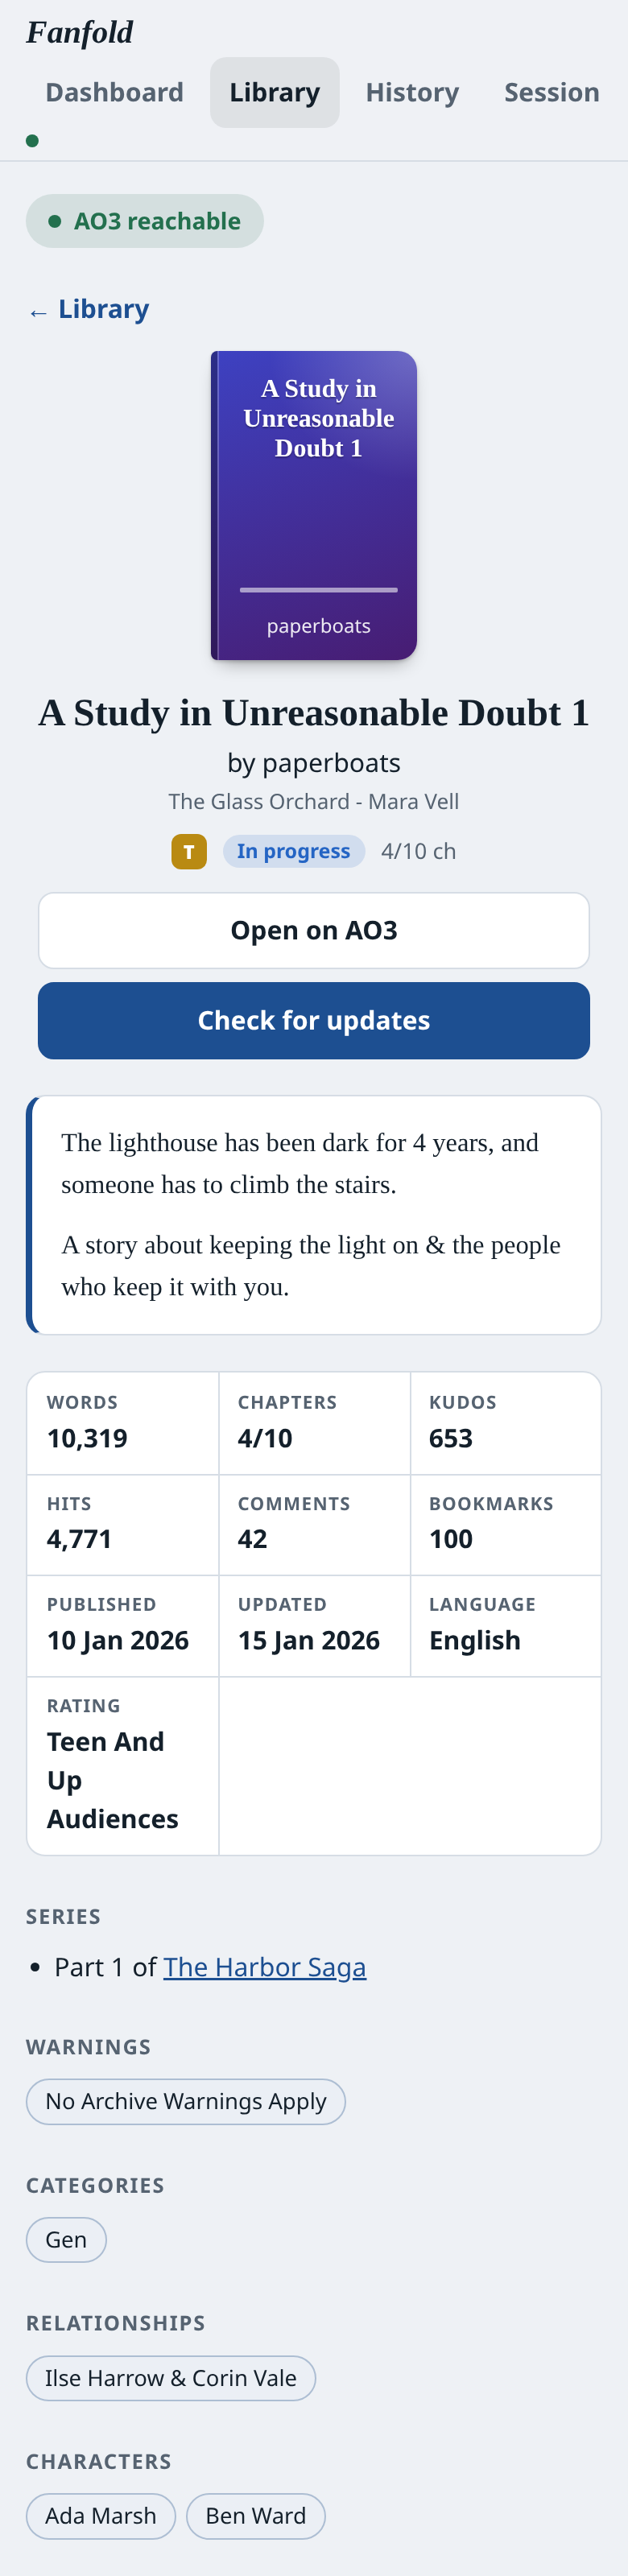 Fanfold
Dashboard Library History Session
AO3 reachable
← Library
A Study in
Unreasonable
Doubt 1
paperboats
A Study in Unreasonable Doubt 1
by paperboats
The Glass Orchard - Mara Vell
T In progress 4/10 ch
Open on AO3
Check for updates
The lighthouse has been dark for 4 years, and
someone has to climb the stairs.
A story about keeping the light on & the people
who keep it with you.
WORDS CHAPTERS KUDOS
10,319 4/10 653
HITS COMMENTS BOOKMARKS
4,771 42 100
PUBLISHED UPDATED LANGUAGE
10 Jan 2026 15 Jan 2026 English
RATING
Teen And
Up
Audiences
SERIES
• Part 1 of The Harbor Saga
WARNINGS
No Archive Warnings Apply
CATEGORIES
Gen
RELATIONSHIPS
Ilse Harrow & Corin Vale
CHARACTERS
Ada Marsh Ben Ward